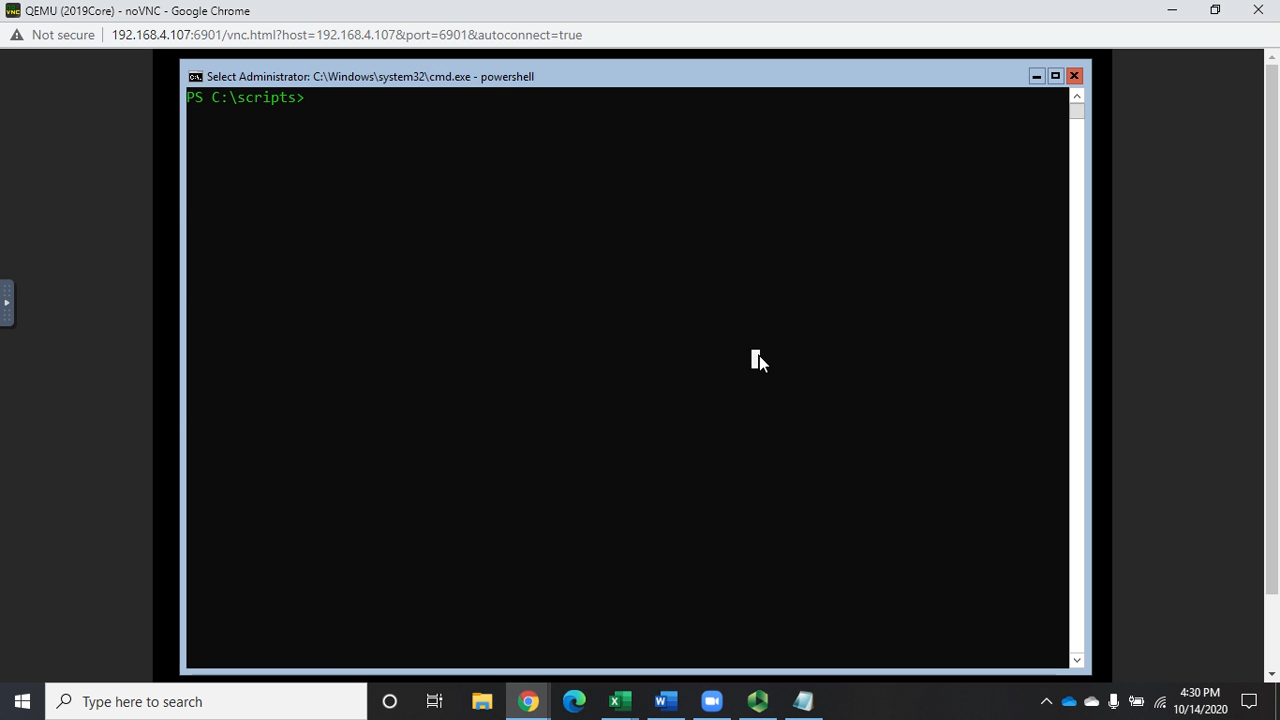 QEMU (2019Core) - noVNC - Google Chrome
Not secure
192.168.4.107:6901/vnc.html?host=192.168.4.107&port=6901&autoconnect=true
Select Administrator: C:\Windows\system32\cmd.exe - powershell
PS C:\scripts>
Type here to search
4:30 PM
10/14/2020